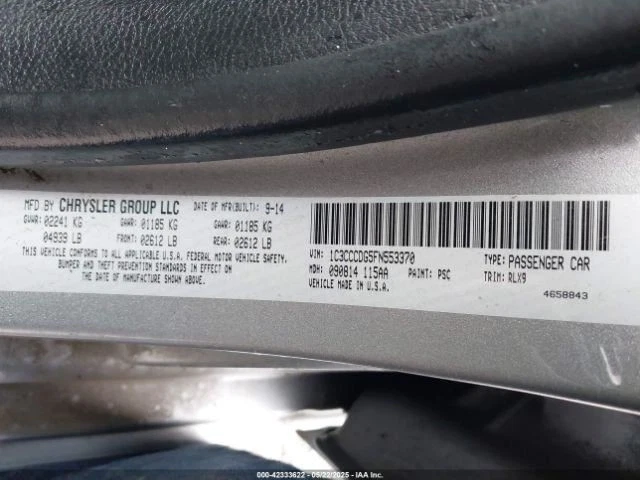 MFD BY CHRYSLER GROUP LLC DATE OF MFR(BUILT): 9-14
GVWR: 02241 KG GAWR: 01185 KG GAWR: 01185 KG
04939 LB FRONT: 02612 LB REAR: 02612 LB
THIS VEHICLE CONFORMS TO ALL APPLICABLE U.S.A. FEDERAL MOTOR VEHICLE SAFETY,
BUMPER AND THEFT PREVENTION STANDARDS IN EFFECT ON
THE DATE OF MANUFACTURE SHOWN ABOVE.
VIN: 1C3CCCDG5FN553370 TYPE: PASSENGER CAR
MDH: 090814 115AA PAINT: PSC TRIM: RLX9
VEHICLE MADE IN U.S.A.
4658843
000-42333622 - 05/22/2025 - IAA Inc.